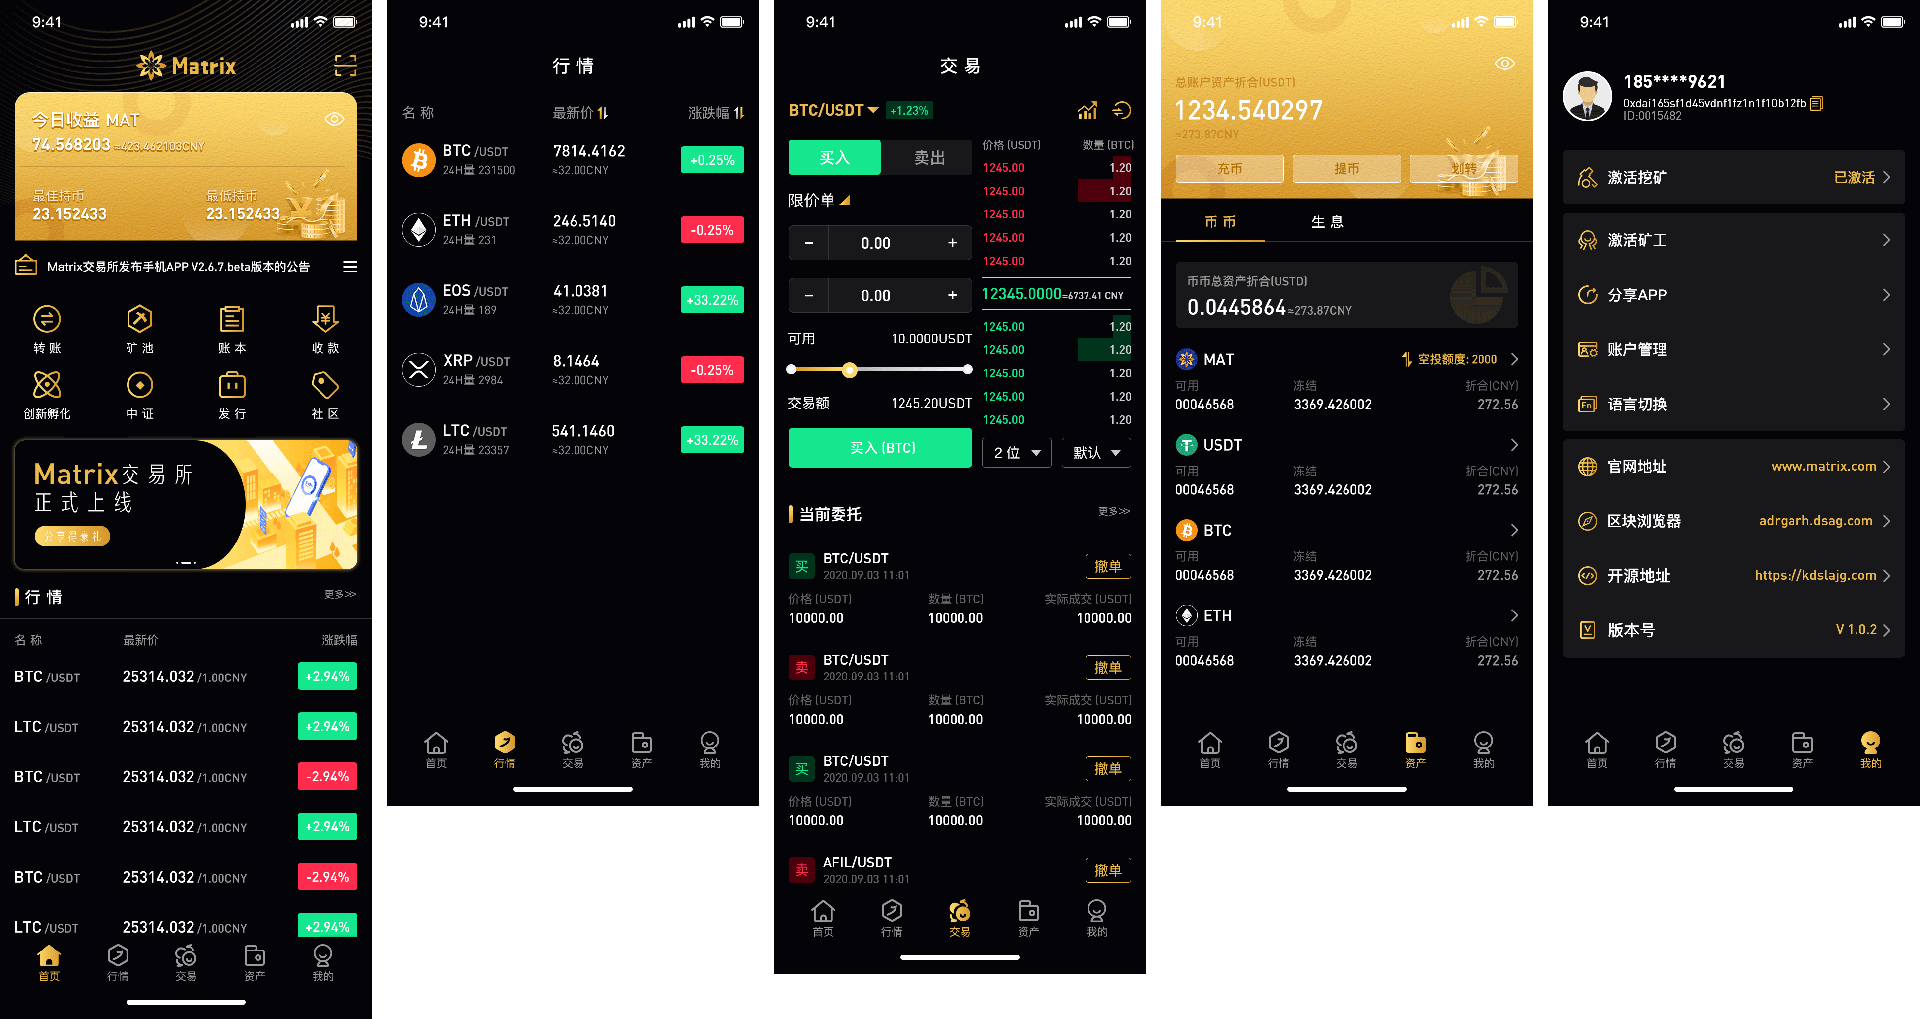 9:41
Matrix
今日收益 MAT
74.568203 ≈423.462103CNY
最佳持币 最低持币
23.152433 23.152433
Matrix交易所发布手机APP V2.6.7.beta版本的公告
转账 矿池 账本 收款
创新孵化 中证 发行 社区
Matrix交易所
正式上线
分享得豪礼
行情 更多>>
名称 最新价 涨跌幅
BTC /USDT 25314.032 /1.00CNY +2.94%
LTC /USDT 25314.032 /1.00CNY +2.94%
BTC /USDT 25314.032 /1.00CNY -2.94%
LTC /USDT 25314.032 /1.00CNY +2.94%
BTC /USDT 25314.032 /1.00CNY -2.94%
LTC /USDT 25314.032 /1.00CNY +2.94%
首页 行情 交易 资产 我的
9:41
行情
名称 最新价 涨跌幅
BTC /USDT 7814.4162 +0.25%
24H量 231500 ≈32.00CNY
ETH /USDT 246.5140 -0.25%
24H量 231 ≈32.00CNY
EOS /USDT 41.0381 +33.22%
24H量 189 ≈32.00CNY
XRP /USDT 8.1464 -0.25%
24H量 2984 ≈32.00CNY
LTC /USDT 541.1460 +33.22%
24H量 23357 ≈32.00CNY
首页 行情 交易 资产 我的
9:41
交易
BTC/USDT +1.23%
买入 卖出
限价单
− 0.00 +
− 0.00 +
可用 10.0000USDT
交易额 1245.20USDT
买入 (BTC)
价格 (USDT) 数量 (BTC)
1245.00 1.20
1245.00 1.20
1245.00 1.20
1245.00 1.20
1245.00 1.20
12345.0000≈6737.41 CNY
1245.00 1.20
1245.00 1.20
1245.00 1.20
1245.00 1.20
1245.00 1.20
2 位 默认
当前委托 更多>>
买 BTC/USDT 撤单
2020.09.03 11:01
价格 (USDT) 数量 (BTC) 实际成交 (USDT)
10000.00 10000.00 10000.00
卖 BTC/USDT 撤单
2020.09.03 11:01
价格 (USDT) 数量 (BTC) 实际成交 (USDT)
10000.00 10000.00 10000.00
买 BTC/USDT 撤单
2020.09.03 11:01
价格 (USDT) 数量 (BTC) 实际成交 (USDT)
10000.00 10000.00 10000.00
卖 AFIL/USDT 撤单
2020.09.03 11:01
首页 行情 交易 资产 我的
9:41
总账户资产折合(USDT)
1234.540297
≈273.87CNY
充币 提币 划转
币币 生息
币币总资产折合(USTD)
0.0445864≈273.87CNY
MAT 空投额度: 2000
可用 冻结 折合(CNY)
00046568 3369.426002 272.56
USDT
可用 冻结 折合(CNY)
00046568 3369.426002 272.56
BTC
可用 冻结 折合(CNY)
00046568 3369.426002 272.56
ETH
可用 冻结 折合(CNY)
00046568 3369.426002 272.56
首页 行情 交易 资产 我的
9:41
185****9621
0xdai165sf1d45vdnf1fz1n1f10b12fb
ID:0015482
激活挖矿 已激活
激活矿工
分享APP
账户管理
语言切换
官网地址 www.matrix.com
区块浏览器 adrgarh.dsag.com
开源地址 https://kdslajg.com
版本号 V 1.0.2
首页 行情 交易 资产 我的